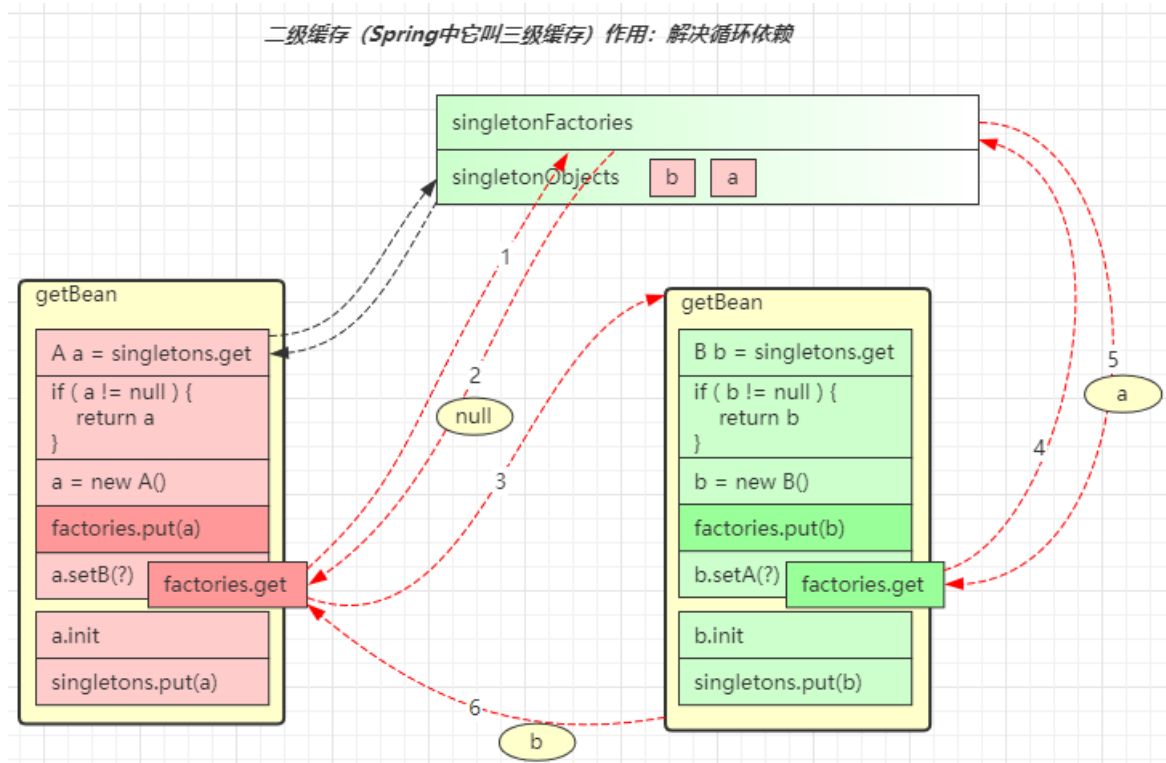 二级缓存（Spring中它叫三级缓存）作用：解决循环依赖
singletonFactories
singletonObjects
b
a
getBean
A a = singletons.get
if ( a != null ) {
return a
}
a = new A()
factories.put(a)
a.setB(?)
factories.get
a.init
singletons.put(a)
1
2
null
3
getBean
B b = singletons.get
if ( b != null ) {
return b
}
b = new B()
factories.put(b)
b.setA(?)
factories.get
b.init
singletons.put(b)
4
5
a
6
b